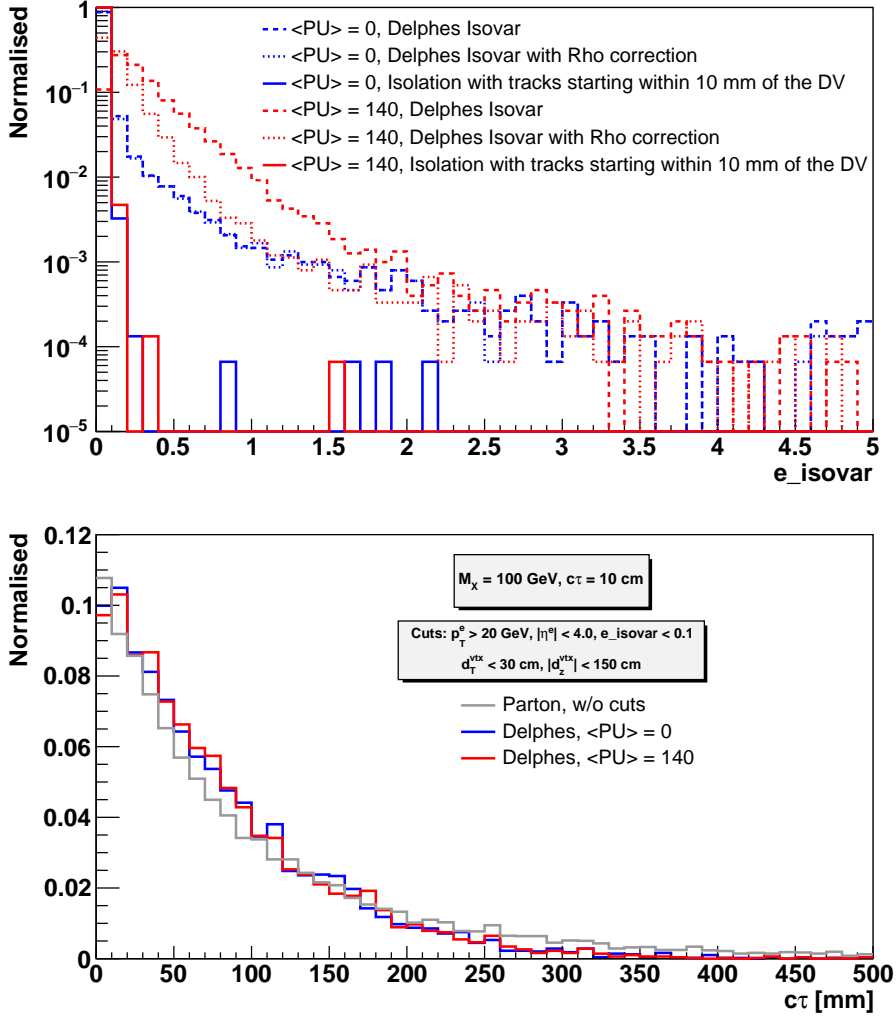 Normalised
1
10⁻¹
10⁻²
10⁻³
10⁻⁴
10⁻⁵
<PU> = 0, Delphes Isovar
<PU> = 0, Delphes Isovar with Rho correction
<PU> = 0, Isolation with tracks starting within 10 mm of the DV
<PU> = 140, Delphes Isovar
<PU> = 140, Delphes Isovar with Rho correction
<PU> = 140, Isolation with tracks starting within 10 mm of the DV
0 0.5 1 1.5 2 2.5 3 3.5 4 4.5 5
e_isovar
Normalised
0.12
0.1
0.08
0.06
0.04
0.02
0
M_X = 100 GeV, cτ = 10 cm
Cuts: p_T^e > 20 GeV, |η^e| < 4.0, e_isovar < 0.1
d_T^vtx < 30 cm, |d_z^vtx| < 150 cm
Parton, w/o cuts
Delphes, <PU> = 0
Delphes, <PU> = 140
0 50 100 150 200 250 300 350 400 450 500
cτ [mm]